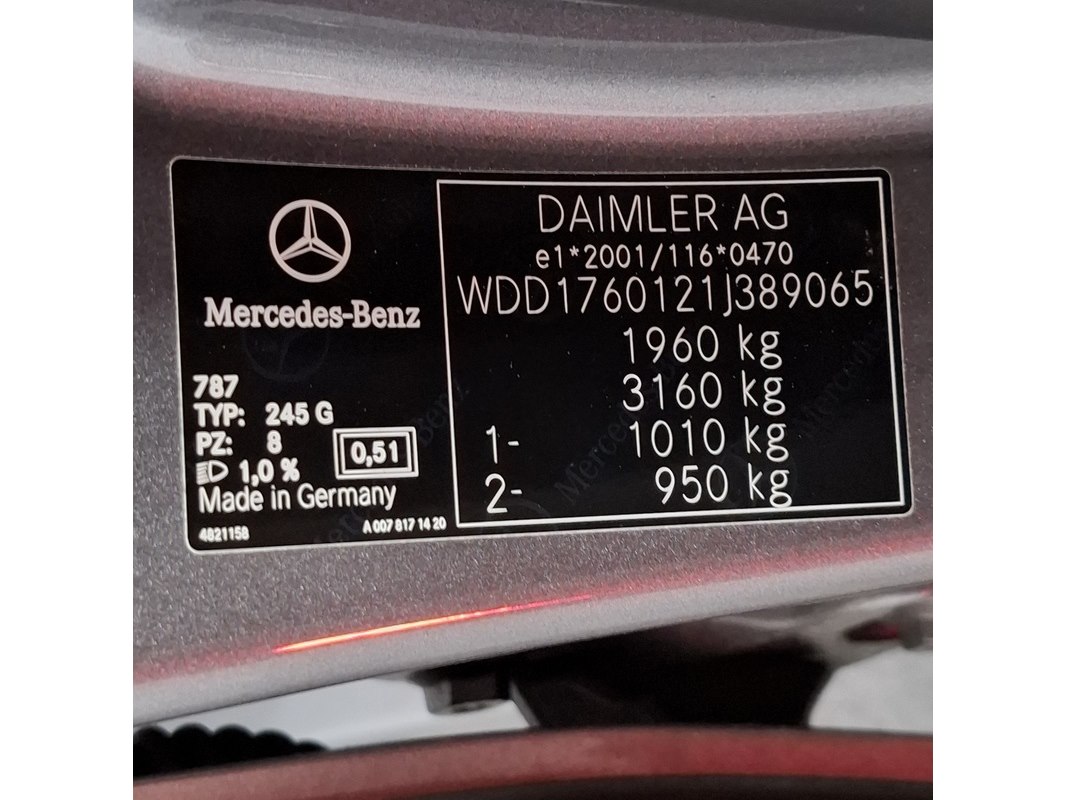 Mercedes-Benz
787
TYP: 245 G
PZ: 8
1,0 %
0,51
Made in Germany
4821158
A 007 817 14 20
DAIMLER AG
e1*2001/116*0470
WDD1760121J389065
1960 kg
3160 kg
1- 1010 kg
2- 950 kg